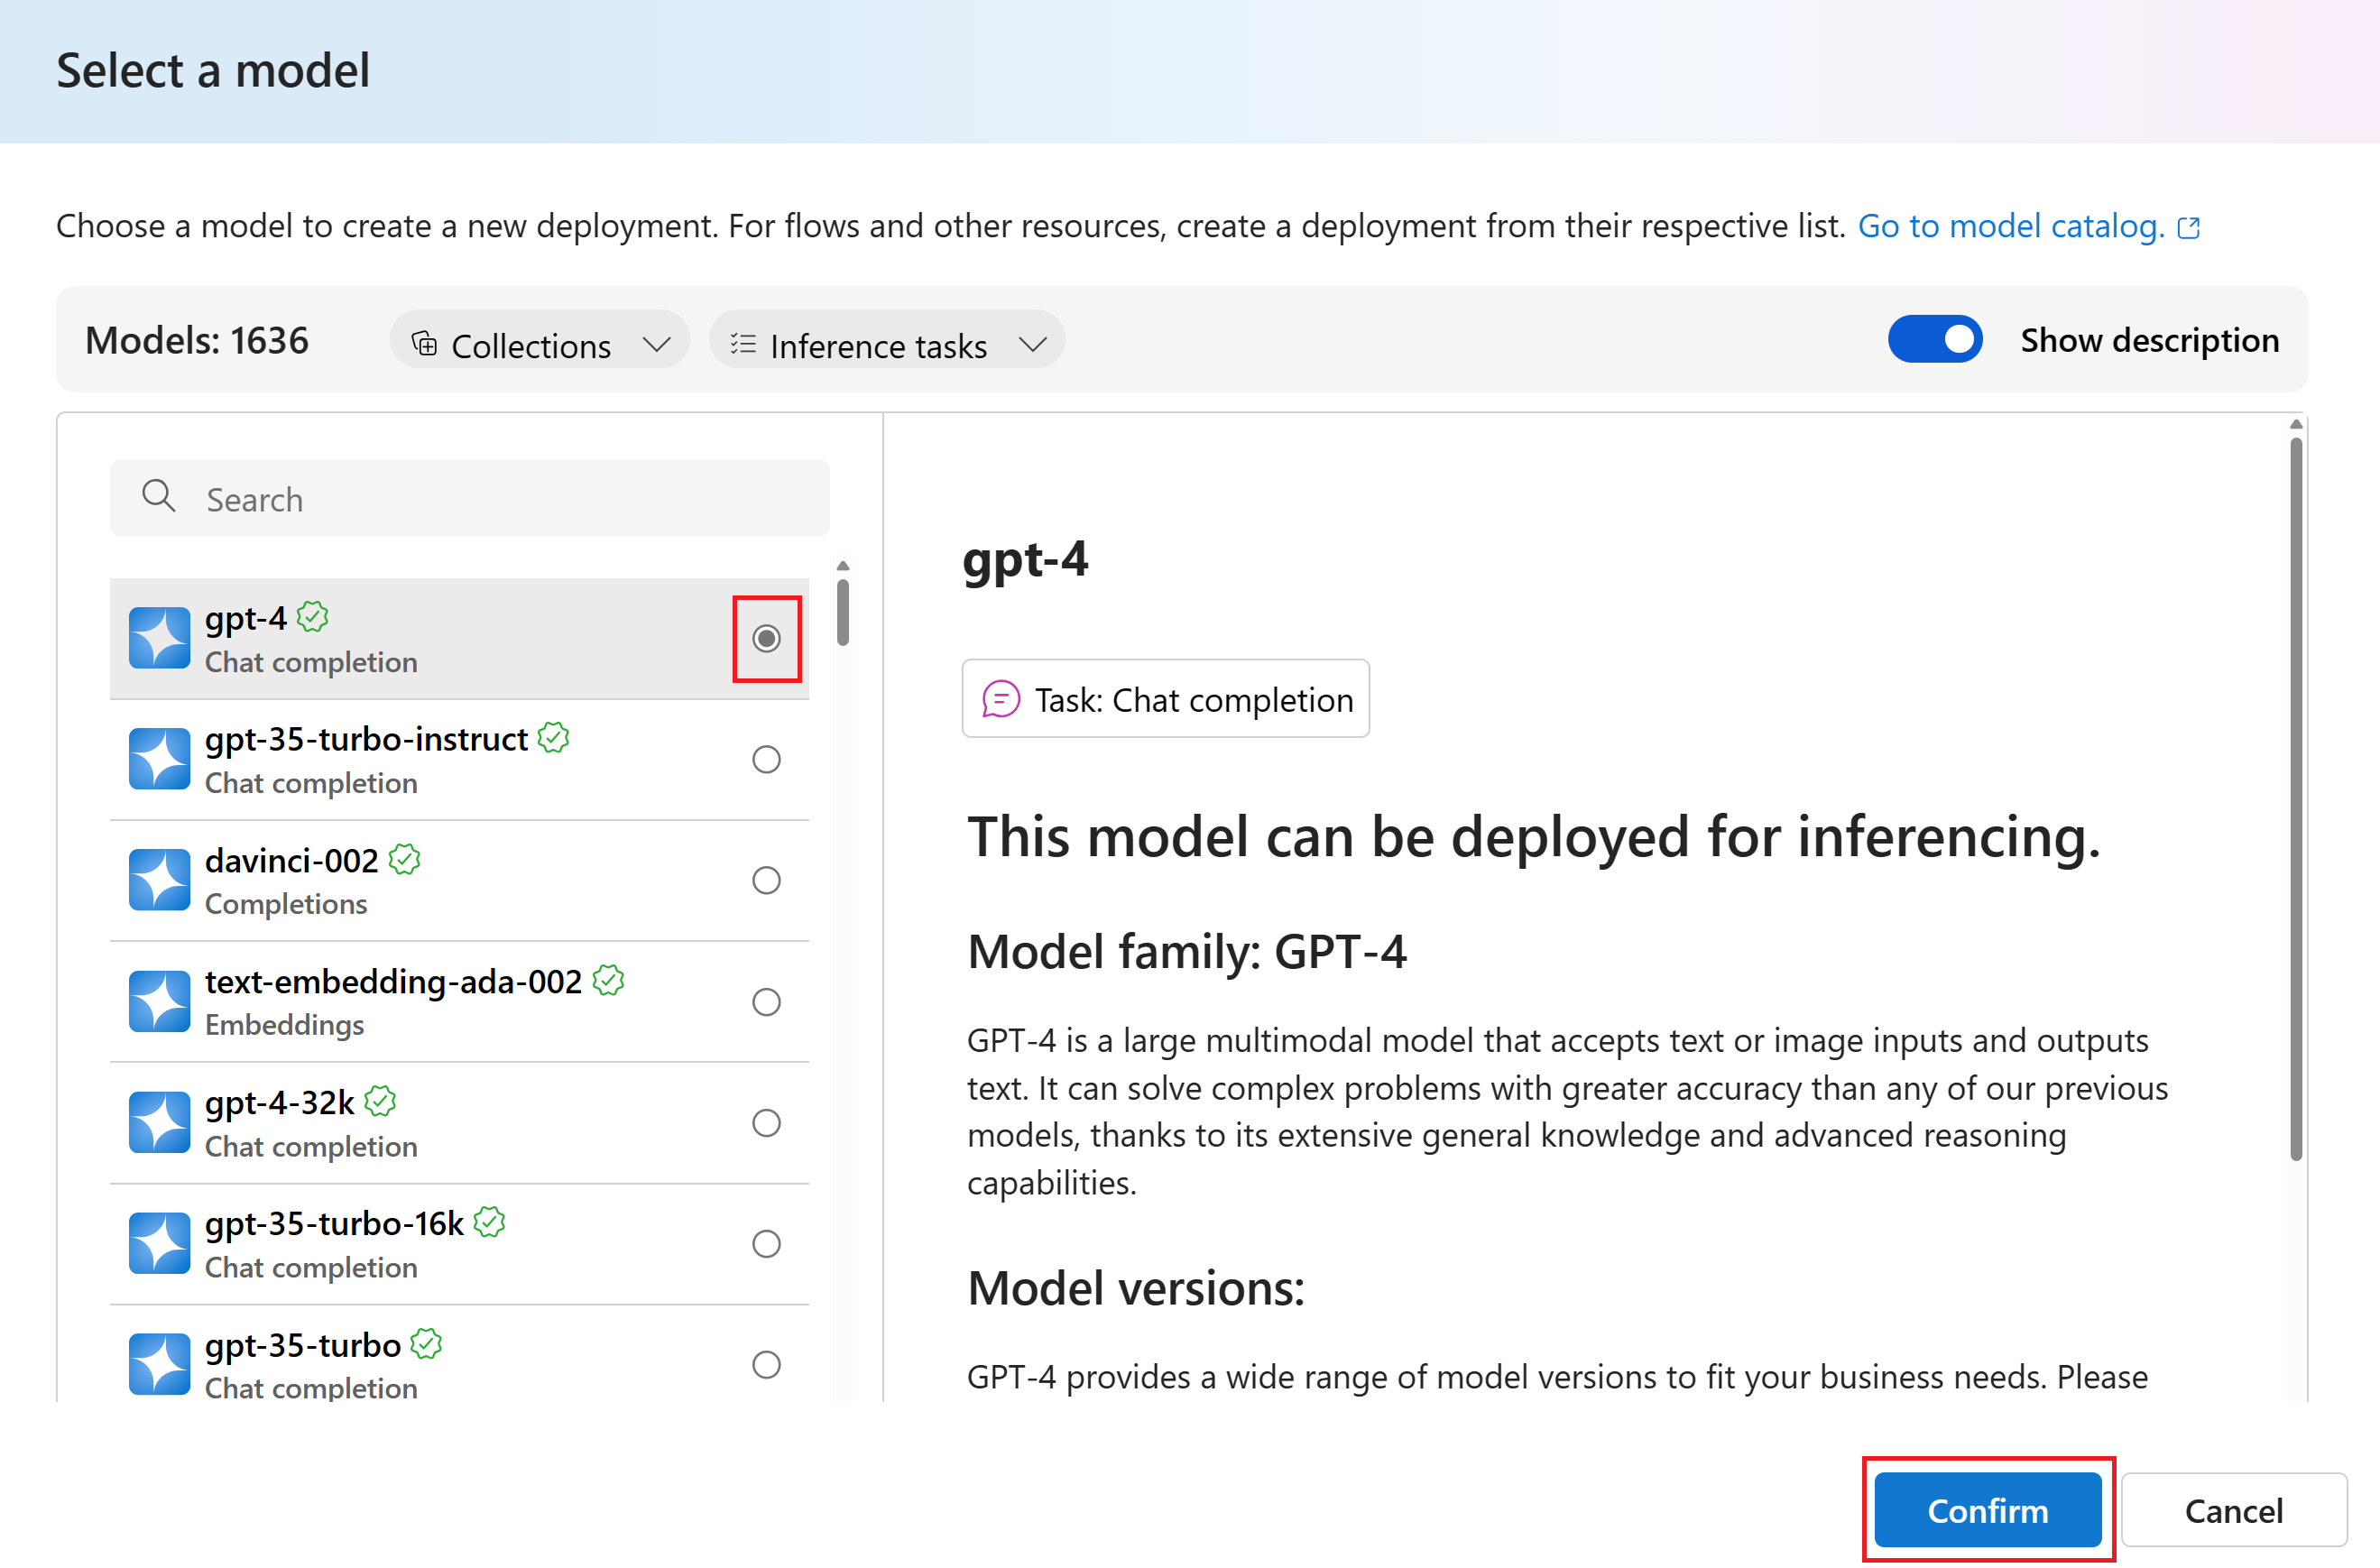 Select a model
Choose a model to create a new deployment. For flows and other resources, create a deployment from their respective list. Go to model catalog.
Models: 1636
Collections
Inference tasks
Show description
Search
gpt-4
Chat completion
gpt-35-turbo-instruct
Chat completion
davinci-002
Completions
text-embedding-ada-002
Embeddings
gpt-4-32k
Chat completion
gpt-35-turbo-16k
Chat completion
gpt-35-turbo
Chat completion
gpt-4
Task: Chat completion
This model can be deployed for inferencing.
Model family: GPT-4
GPT-4 is a large multimodal model that accepts text or image inputs and outputs
text. It can solve complex problems with greater accuracy than any of our previous
models, thanks to its extensive general knowledge and advanced reasoning
capabilities.
Model versions:
GPT-4 provides a wide range of model versions to fit your business needs. Please
Confirm
Cancel